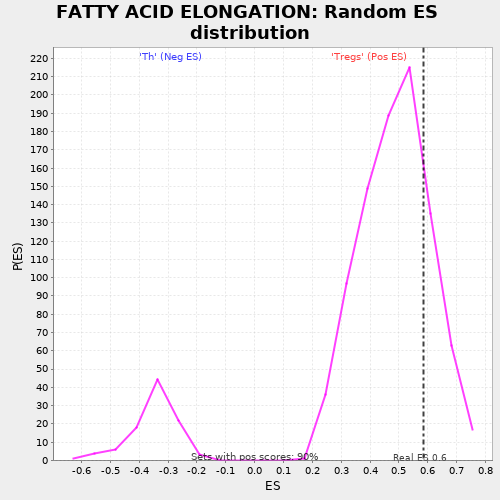 FATTY ACID ELONGATION: Random ES
distribution
'Th' (Neg ES)
'Tregs' (Pos ES)
220
210
200
190
180
170
160
150
140
130
120
110
100
90
80
70
60
50
40
30
20
10
0
P(ES)
Sets with pos scores: 90%
Real ES 0.6
-0.6 -0.5 -0.4 -0.3 -0.2 -0.1 0.0 0.1 0.2 0.3 0.4 0.5 0.6 0.7 0.8
ES